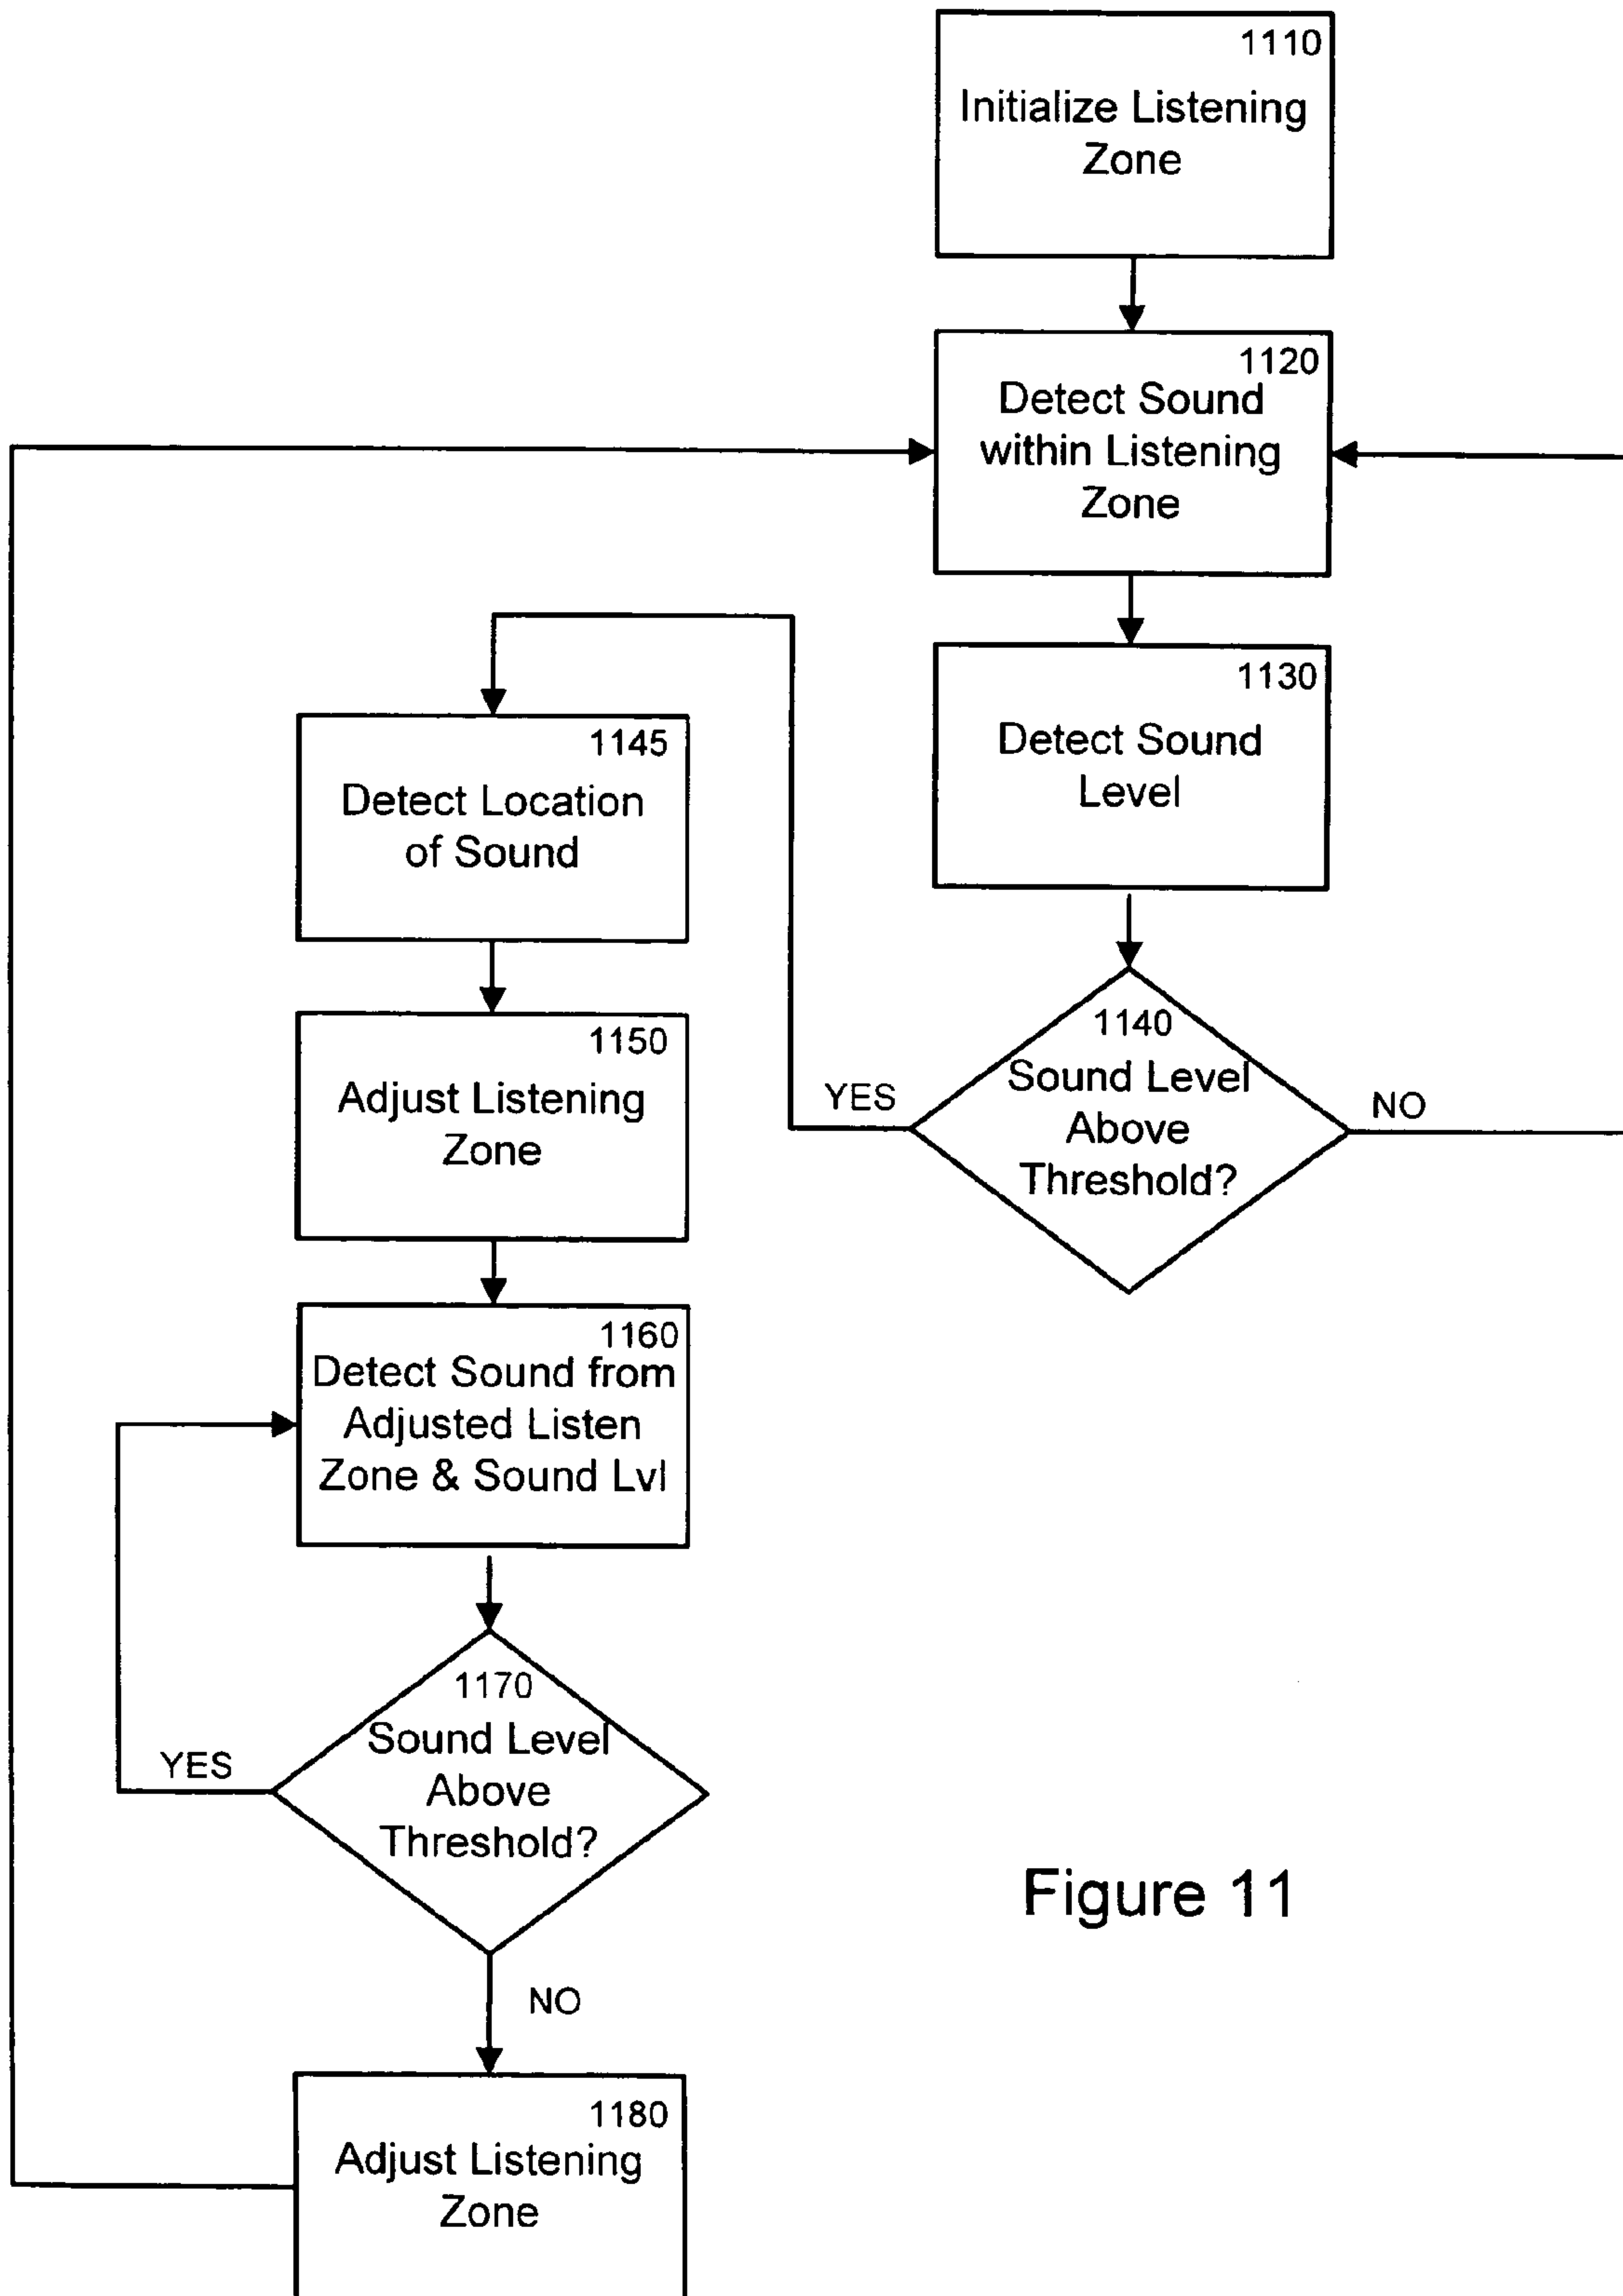 1110
Initialize Listening
Zone
1120
Detect Sound
within Listening
Zone
1130
Detect Sound
Level
1140
Sound Level
Above
Threshold?
YES
NO
1145
Detect Location
of Sound
1150
Adjust Listening
Zone
1160
Detect Sound from
Adjusted Listen
Zone & Sound Lvl
1170
Sound Level
Above
Threshold?
YES
NO
1180
Adjust Listening
Zone
Figure 11